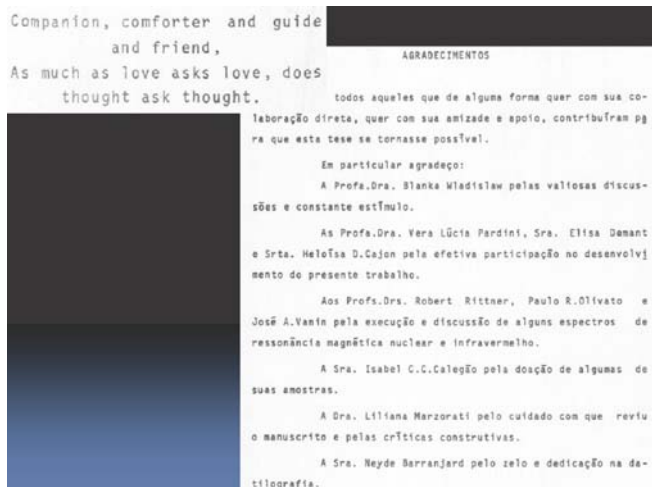 Companion, comforter and guide
and friend,
As much as love asks love, does
thought ask thought.
AGRADECIMENTOS
todos aqueles que de alguma forma quer com sua co-
laboração direta, quer com sua amizade e apoio, contribuíram pa
ra que esta tese se tornasse possível.
Em particular agradeço:
A Profa.Dra. Blanka Wladislaw pelas valiosas discus-
sões e constante estímulo.
As Profa.Dra. Vera Lúcia Pardini, Sra. Elisa Demant
e Srta. Heloísa D.Cajon pela efetiva participação no desenvolvi
mento do presente trabalho.
Aos Profs.Drs. Robert Rittner, Paulo R.Olivato e
José A.Vanin pela execução e discussão de alguns espectros de
ressonância magnética nuclear e infravermelho.
A Sra. Isabel C.C.Calegão pela doação de algumas de
suas amostras.
A Dra. Liliana Marzorati pelo cuidado com que reviu
o manuscrito e pelas críticas construtivas.
A Sra. Neyde Barranjard pelo zelo e dedicação na da-
tilografia.